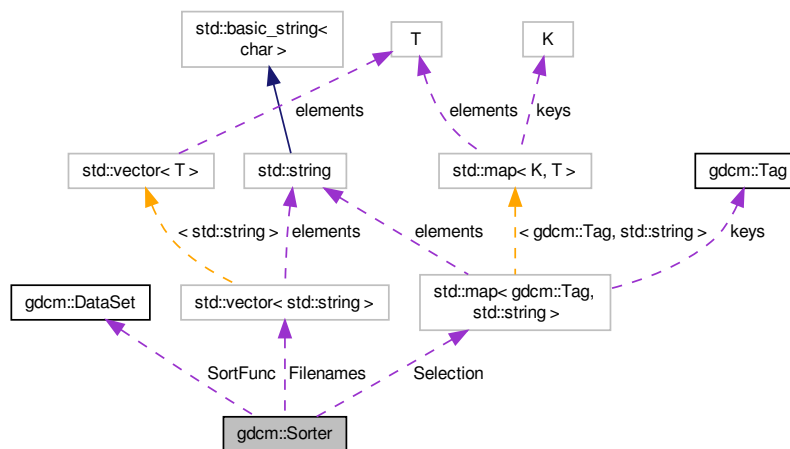 std::basic_string<
char >
T
K
elements
elements
keys
std::vector< T >
std::string
std::map< K, T >
gdcm::Tag
< std::string >
elements
elements
< gdcm::Tag, std::string >
keys
gdcm::DataSet
std::vector< std::string >
std::map< gdcm::Tag,
std::string >
SortFunc
Filenames
Selection
gdcm::Sorter